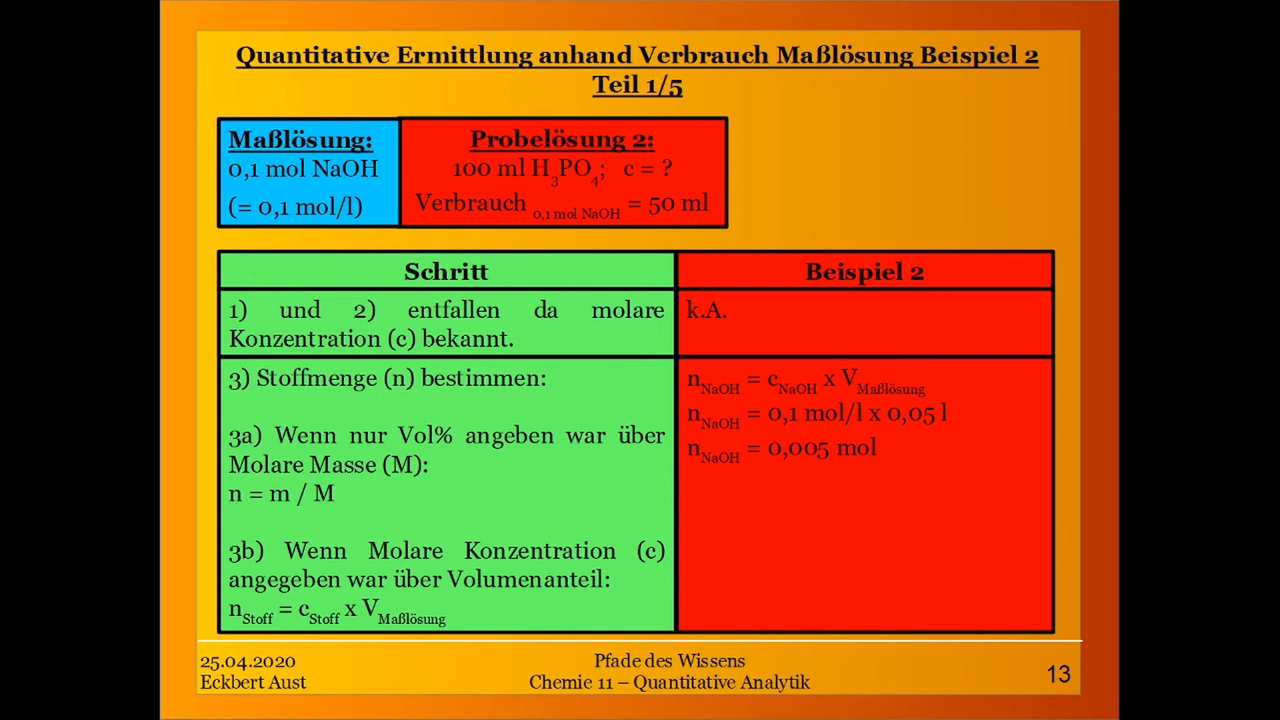 Quantitative Ermittlung anhand Verbrauch Maßlösung Beispiel 2
Teil 1/5
Maßlösung:
0,1 mol NaOH
(= 0,1 mol/l)
Probelösung 2:
100 ml H3PO4; c = ?
Verbrauch 0,1 mol NaOH = 50 ml
Schritt
Beispiel 2
1) und 2) entfallen da molare
Konzentration (c) bekannt.
k.A.
3) Stoffmenge (n) bestimmen:
3a) Wenn nur Vol% angeben war über
Molare Masse (M):
n = m / M
3b) Wenn Molare Konzentration (c)
angegeben war über Volumenanteil:
nStoff = cStoff x VMaßlösung
nNaOH = cNaOH x VMaßlösung
nNaOH = 0,1 mol/l x 0,05 l
nNaOH = 0,005 mol
25.04.2020
Eckbert Aust
Pfade des Wissens
Chemie 11 – Quantitative Analytik
13